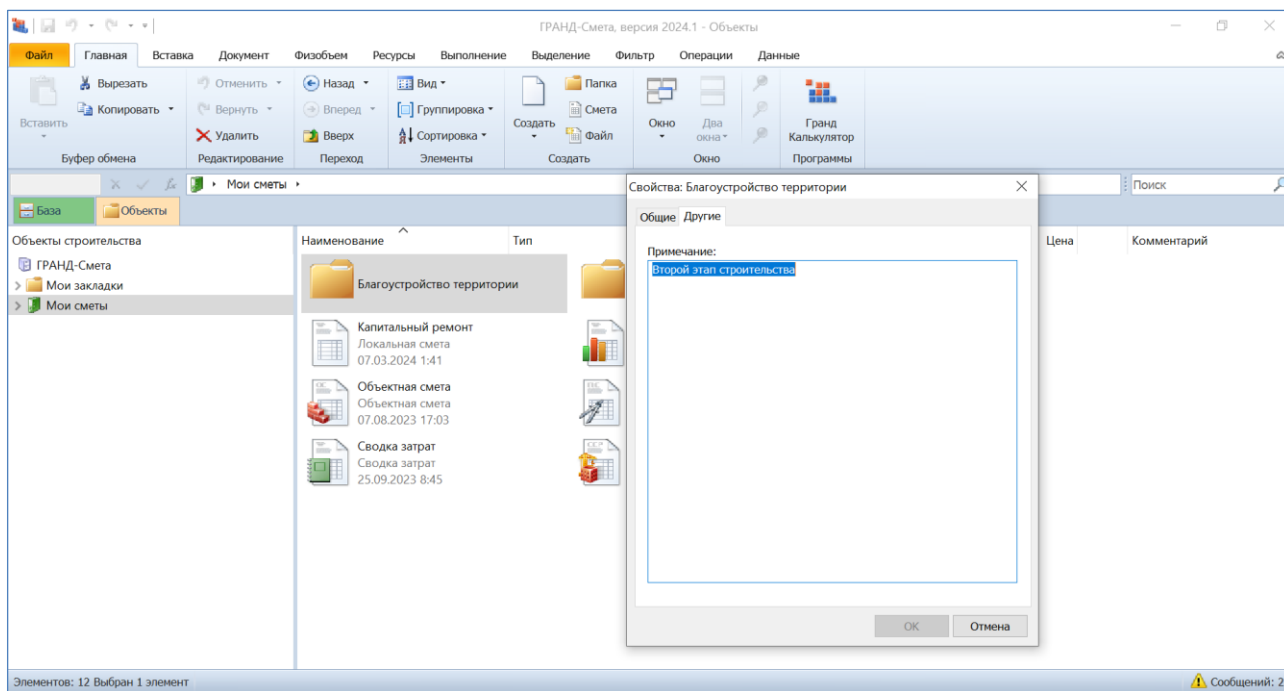 ГРАНД-Смета, версия 2024.1 - Объекты
Файл Главная Вставка Документ Физобъем Ресурсы Выполнение Выделение Фильтр Операции Данные
Вставить
Вырезать
Копировать
Буфер обмена
Отменить
Вернуть
Удалить
Редактирование
Назад
Вперед
Вверх
Переход
Вид
Группировка
Сортировка
Элементы
Создать
Папка
Смета
Файл
Создать
Окно
Два
окна
Окно
Гранд
Калькулятор
Программы
Мои сметы
Поиск
База Объекты
Объекты строительства
ГРАНД-Смета
Мои закладки
Мои сметы
Наименование Тип Цена Комментарий
Благоустройство территории
Капитальный ремонт
Локальная смета
07.03.2024 1:41
Объектная смета
Объектная смета
07.08.2023 17:03
Сводка затрат
Сводка затрат
25.09.2023 8:45
Свойства: Благоустройство территории
Общие Другие
Примечание:
Второй этап строительства
OK Отмена
Элементов: 12 Выбран 1 элемент
Сообщений: 2